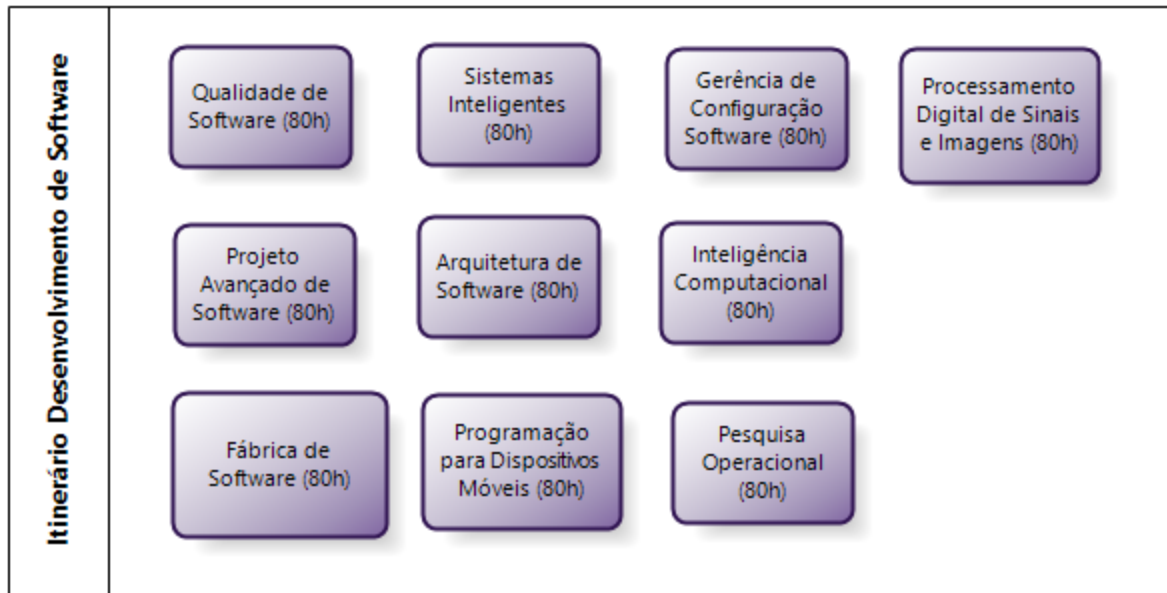 Itinerário Desenvolvimento de Software
Qualidade de
Software (80h)
Sistemas
Inteligentes
(80h)
Gerência de
Configuração
Software (80h)
Processamento
Digital de Sinais
e Imagens (80h)
Projeto
Avançado de
Software (80h)
Arquitetura de
Software (80h)
Inteligência
Computacional
(80h)
Fábrica de
Software (80h)
Programação
para Dispositivos
Móveis (80h)
Pesquisa
Operacional
(80h)